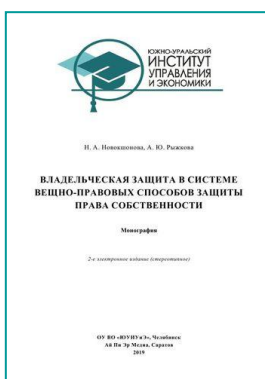 ЮЖНО-УРАЛЬСКИЙ
ИНСТИТУТ
УПРАВЛЕНИЯ
И ЭКОНОМИКИ
Н. А. Новокшонова, А. Ю. Рыжкова
ВЛАДЕЛЬЧЕСКАЯ ЗАЩИТА В СИСТЕМЕ
ВЕЩНО-ПРАВОВЫХ СПОСОБОВ ЗАЩИТЫ
ПРАВА СОБСТВЕННОСТИ
Монография
2-е электронное издание (стереотипное)
ОУ ВО «ЮУИУиЭ», Челябинск
Ай Пи Эр Медиа, Саратов
2019